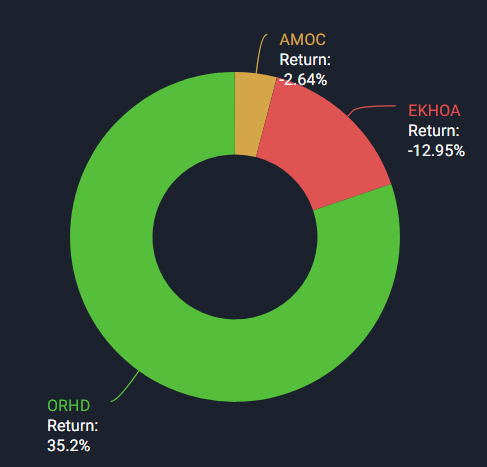 AMOC
Return:
-2.64%
EKHOA
Return:
-12.95%
ORHD
Return:
35.2%